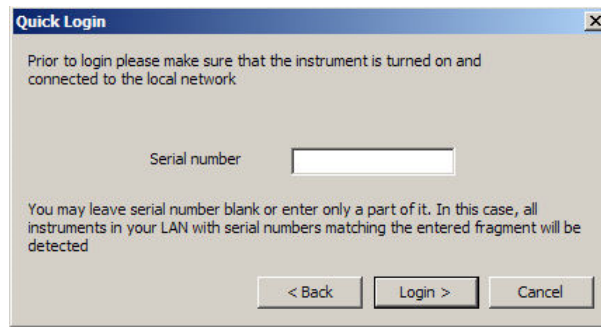 Quick Login
Prior to login please make sure that the instrument is turned on and
connected to the local network
Serial number
You may leave serial number blank or enter only a part of it. In this case, all
instruments in your LAN with serial numbers matching the entered fragment will be
detected
< Back Login > Cancel